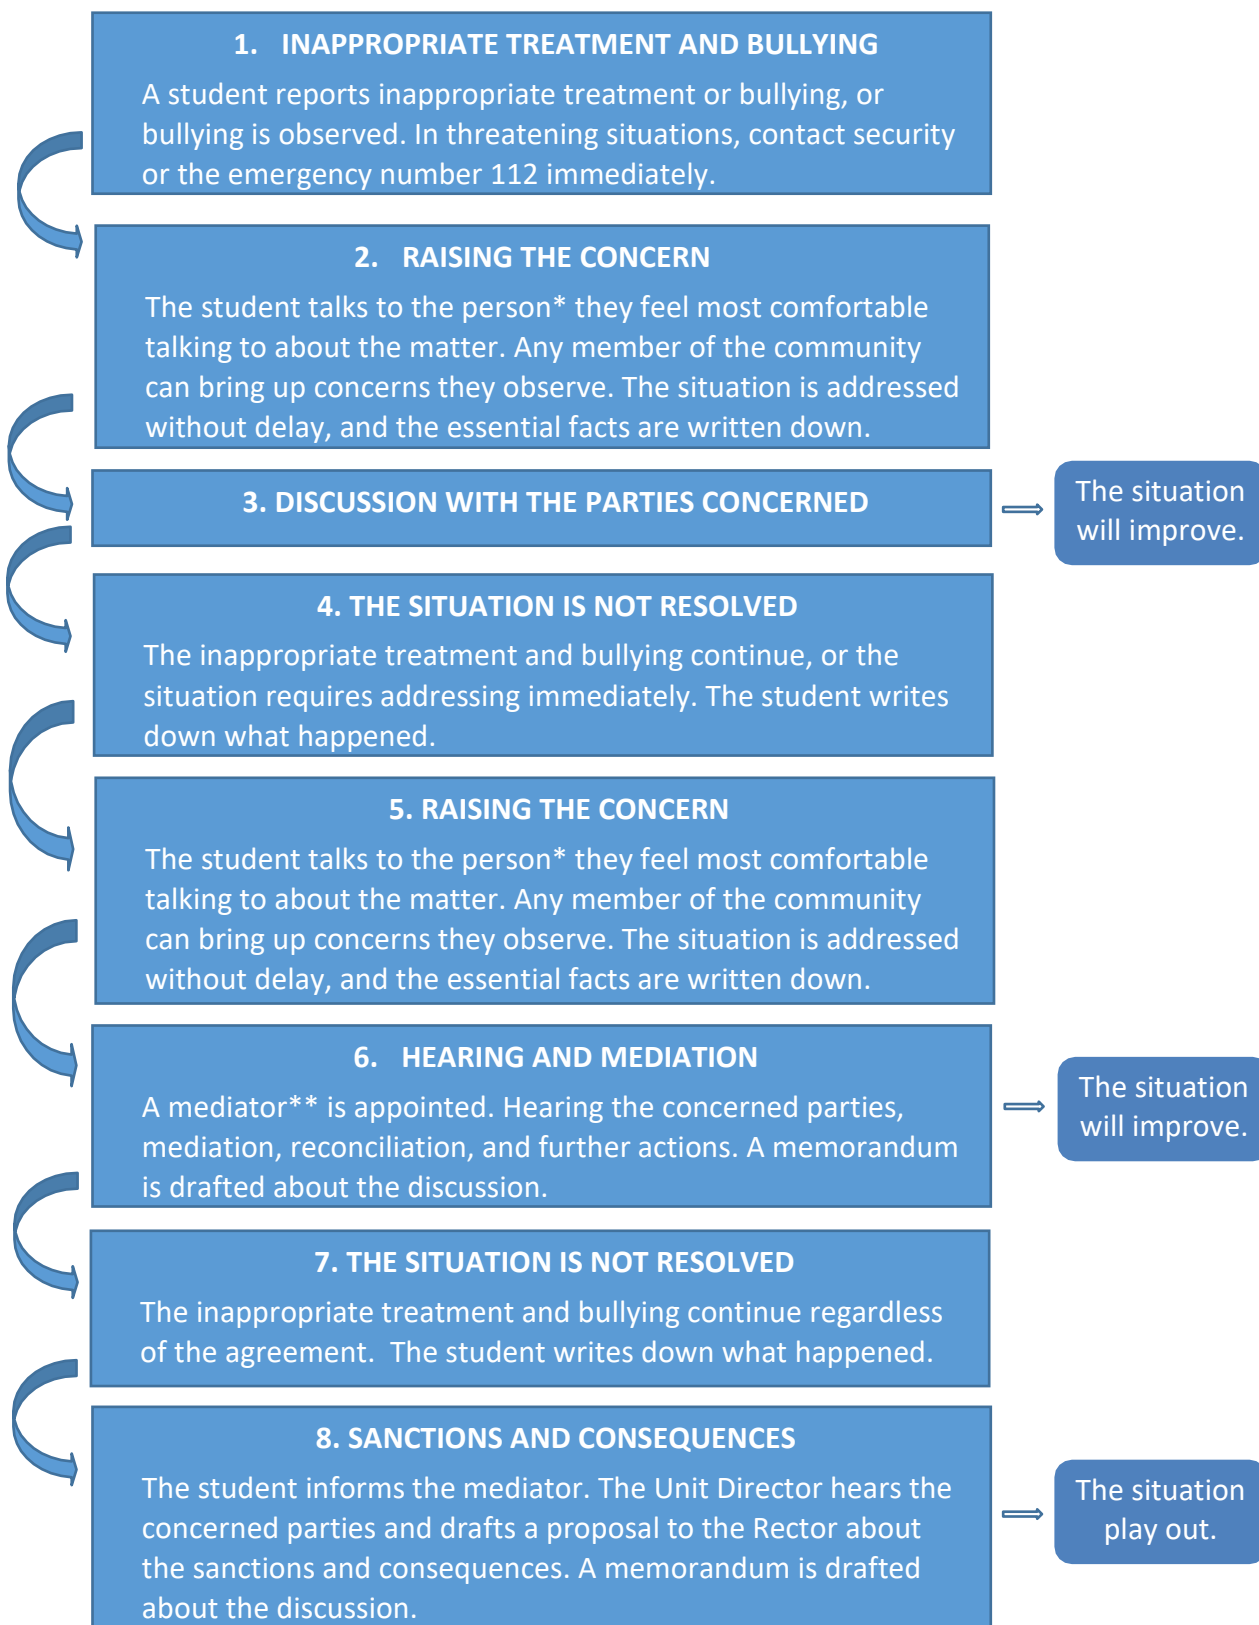 1. INAPPROPRIATE TREATMENT AND BULLYING
A student reports inappropriate treatment or bullying, or
bullying is observed. In threatening situations, contact security
or the emergency number 112 immediately.
2. RAISING THE CONCERN
The student talks to the person* they feel most comfortable
talking to about the matter. Any member of the community
can bring up concerns they observe. The situation is addressed
without delay, and the essential facts are written down.
3. DISCUSSION WITH THE PARTIES CONCERNED
The situation
will improve.
4. THE SITUATION IS NOT RESOLVED
The inappropriate treatment and bullying continue, or the
situation requires addressing immediately. The student writes
down what happened.
5. RAISING THE CONCERN
The student talks to the person* they feel most comfortable
talking to about the matter. Any member of the community
can bring up concerns they observe. The situation is addressed
without delay, and the essential facts are written down.
6. HEARING AND MEDIATION
A mediator** is appointed. Hearing the concerned parties,
mediation, reconciliation, and further actions. A memorandum
is drafted about the discussion.
The situation
will improve.
7. THE SITUATION IS NOT RESOLVED
The inappropriate treatment and bullying continue regardless
of the agreement.  The student writes down what happened.
8. SANCTIONS AND CONSEQUENCES
The student informs the mediator. The Unit Director hears the
concerned parties and drafts a proposal to the Rector about
the sanctions and consequences. A memorandum is drafted
about the discussion.
The situation
play out.